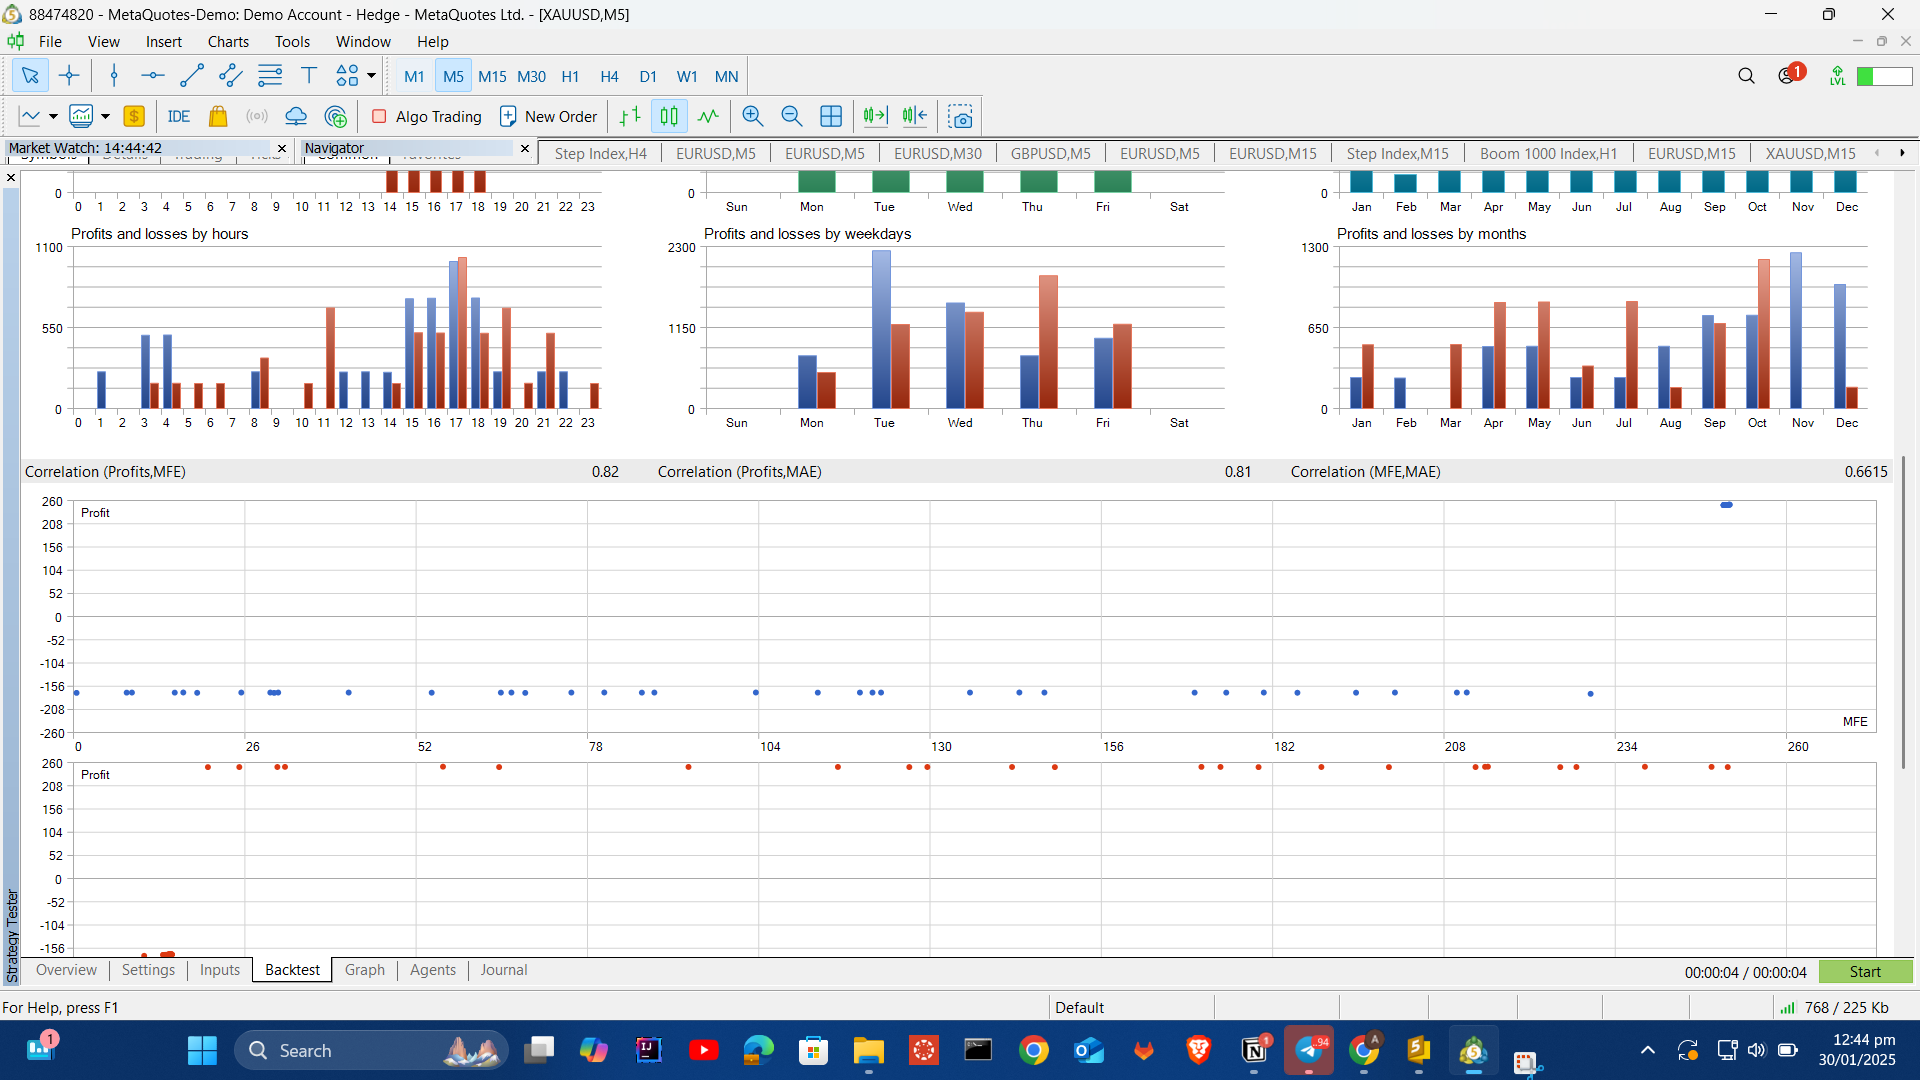 88474820 - MetaQuotes-Demo: Demo Account - Hedge - MetaQuotes Ltd. - [XAUUSD,M5]
File View Insert Charts Tools Window Help
M1 M5 M15 M30 H1 H4 D1 W1 MN
1
LVL
IDE Algo Trading New Order
Market Watch: 14:44:42
Navigator
Symbols Details Trading Ticks
Common Favorites
Step Index,H4 EURUSD,M5 EURUSD,M5 EURUSD,M30 GBPUSD,M5 EURUSD,M5 EURUSD,M15 Step Index,M15 Boom 1000 Index,H1 EURUSD,M15 XAUUSD,M15
0
0 1 2 3 4 5 6 7 8 9 10 11 12 13 14 15 16 17 18 19 20 21 22 23
0
Sun Mon Tue Wed Thu Fri Sat
0
Jan Feb Mar Apr May Jun Jul Aug Sep Oct Nov Dec
Profits and losses by hours
1100
550
0
0 1 2 3 4 5 6 7 8 9 10 11 12 13 14 15 16 17 18 19 20 21 22 23
Profits and losses by weekdays
2300
1150
0
Sun Mon Tue Wed Thu Fri Sat
Profits and losses by months
1300
650
0
Jan Feb Mar Apr May Jun Jul Aug Sep Oct Nov Dec
Correlation (Profits,MFE) 0.82
Correlation (Profits,MAE) 0.81
Correlation (MFE,MAE) 0.6615
Profit
260
208
156
104
52
0
-52
-104
-156
-208
-260
MFE
0 26 52 78 104 130 156 182 208 234 260
Profit
260
208
156
104
52
0
-52
-104
-156
Strategy Tester
Overview Settings Inputs Backtest Graph Agents Journal
00:00:04 / 00:00:04
Start
For Help, press F1
Default
768 / 225 Kb
1
Search
1
..94
A
12:44 pm
30/01/2025